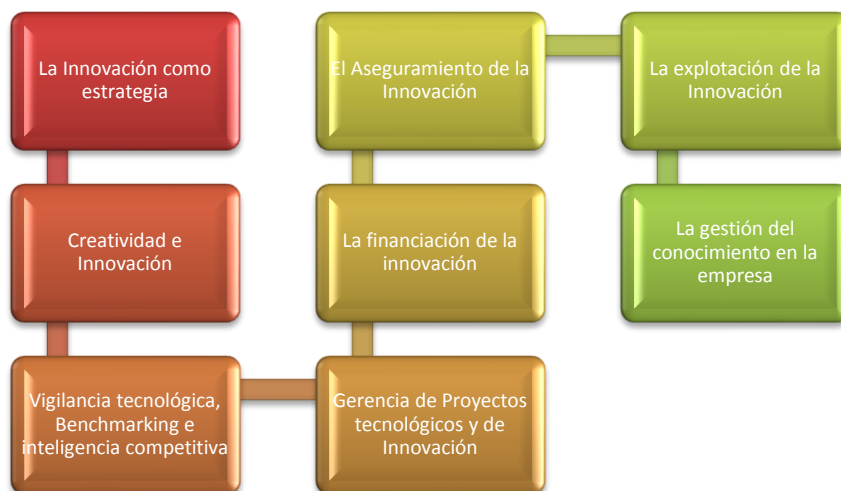 La Innovación como
estrategia
Creatividad e
Innovación
Vigilancia tecnológica,
Benchmarking e
inteligencia competitiva
Gerencia de Proyectos
tecnológicos y de
Innovación
La financiación de la
innovación
El Aseguramiento de la
Innovación
La explotación de la
Innovación
La gestión del
conocimiento en la
empresa